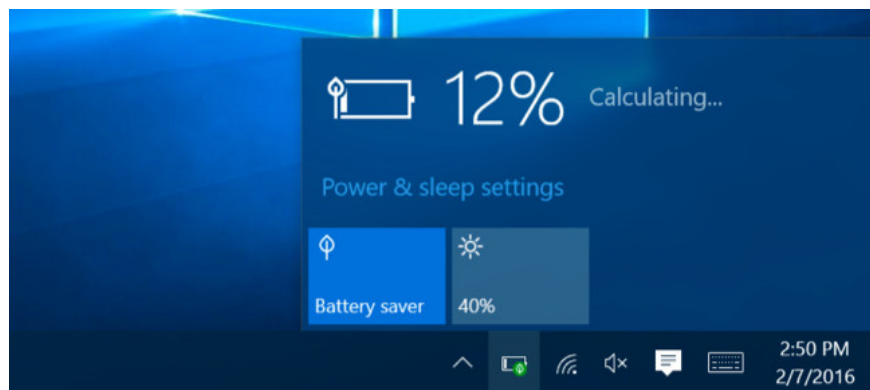 12% Calculating...
Power & sleep settings
Battery saver 40%
2:50 PM
2/7/2016